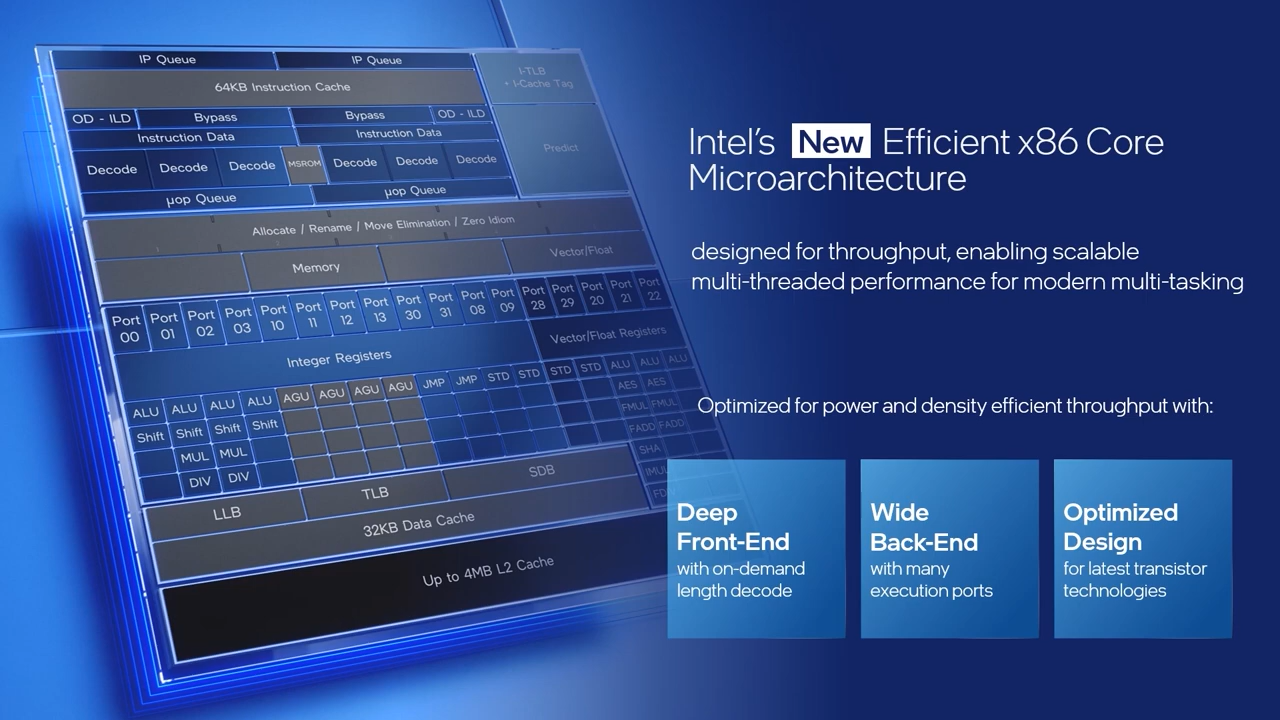 IP Queue IP Queue
I-TLB
+ I-Cache Tag
64KB Instruction Cache
OD - ILD Bypass Bypass OD - ILD
Instruction Data Instruction Data
Decode Decode Decode MSROM Decode Decode Decode
Predict
μop Queue μop Queue
Allocate / Rename / Move Elimination / Zero Idiom
Memory Vector/Float
Port 00 Port 01 Port 02 Port 03 Port 10 Port 11 Port 12 Port 13 Port 30 Port 31 Port 08 Port 09 Port 28 Port 29 Port 20 Port 21 Port 22
Integer Registers Vector/Float Registers
ALU ALU ALU ALU AGU AGU AGU AGU JMP JMP STD STD STD STD ALU ALU ALU
Shift Shift Shift Shift AES AES
MUL MUL FMUL FMUL
DIV DIV FADD FADD
SHA
IMUL
LLB TLB SDB
32KB Data Cache
Up to 4MB L2 Cache
Intel's New Efficient x86 Core
Microarchitecture
designed for throughput, enabling scalable
multi-threaded performance for modern multi-tasking
Optimized for power and density efficient throughput with:
Deep
Front-End
with on-demand
length decode
Wide
Back-End
with many
execution ports
Optimized
Design
for latest transistor
technologies